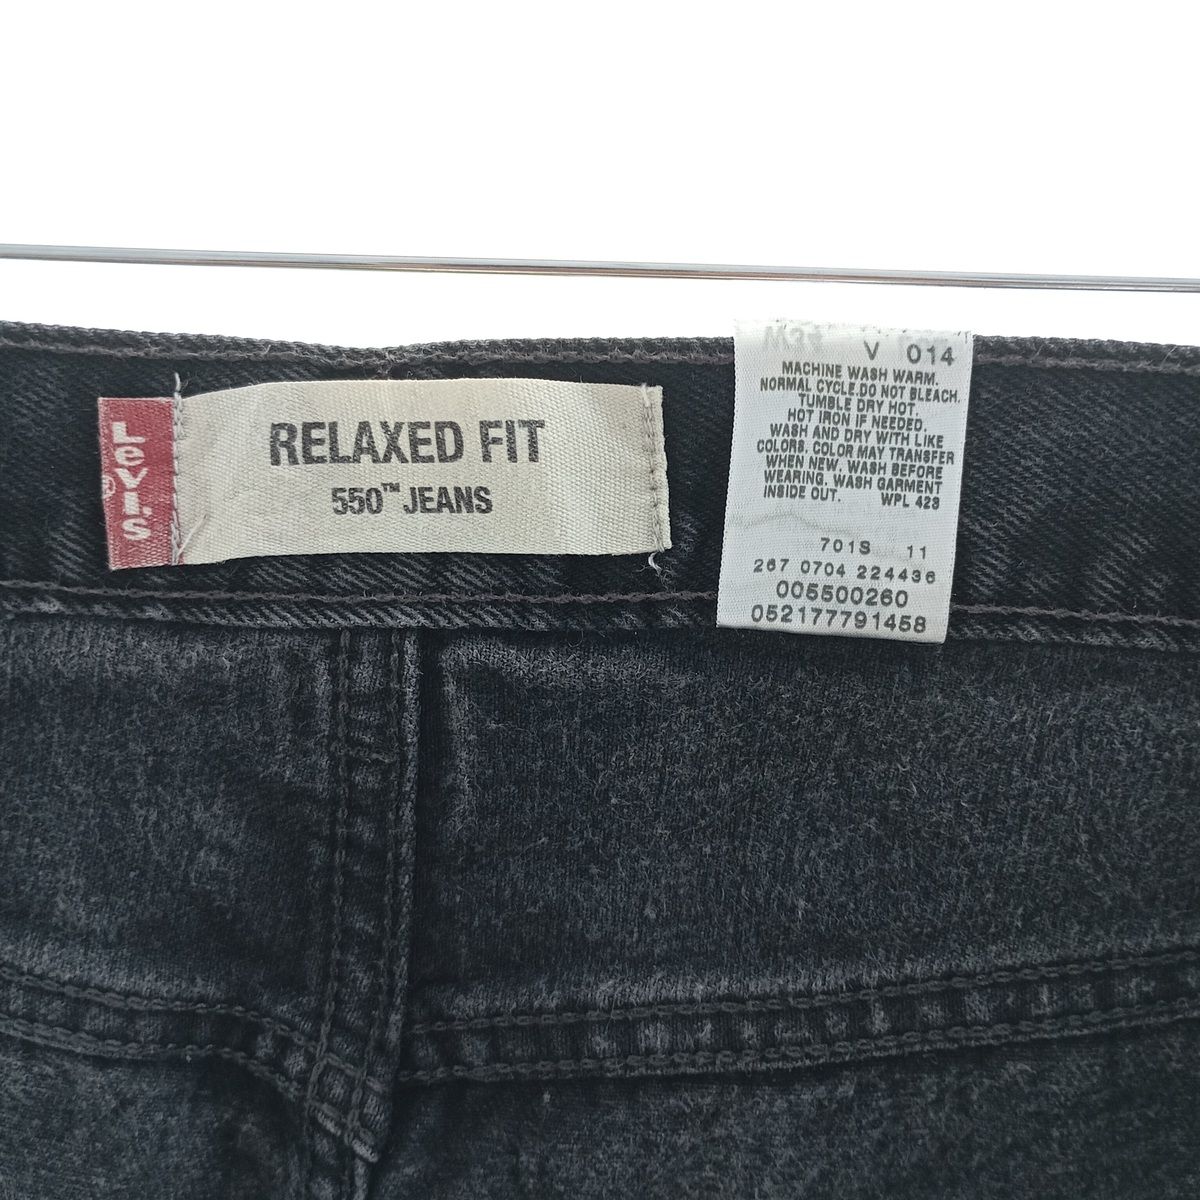 Levi's
®
RELAXED FIT
550™ JEANS
V 014
MACHINE WASH WARM.
NORMAL CYCLE.DO NOT BLEACH.
TUMBLE DRY HOT.
HOT IRON IF NEEDED.
WASH AND DRY WITH LIKE
COLORS. COLOR MAY TRANSFER
WHEN NEW. WASH BEFORE
WEARING. WASH GARMENT
INSIDE OUT. WPL 423
701S 11
267 0704 224436
005500260
052177791458